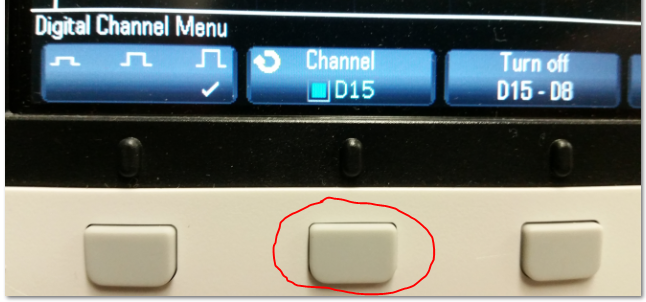 Digital Channel Menu
Channel
D15
Turn off
D15 - D8